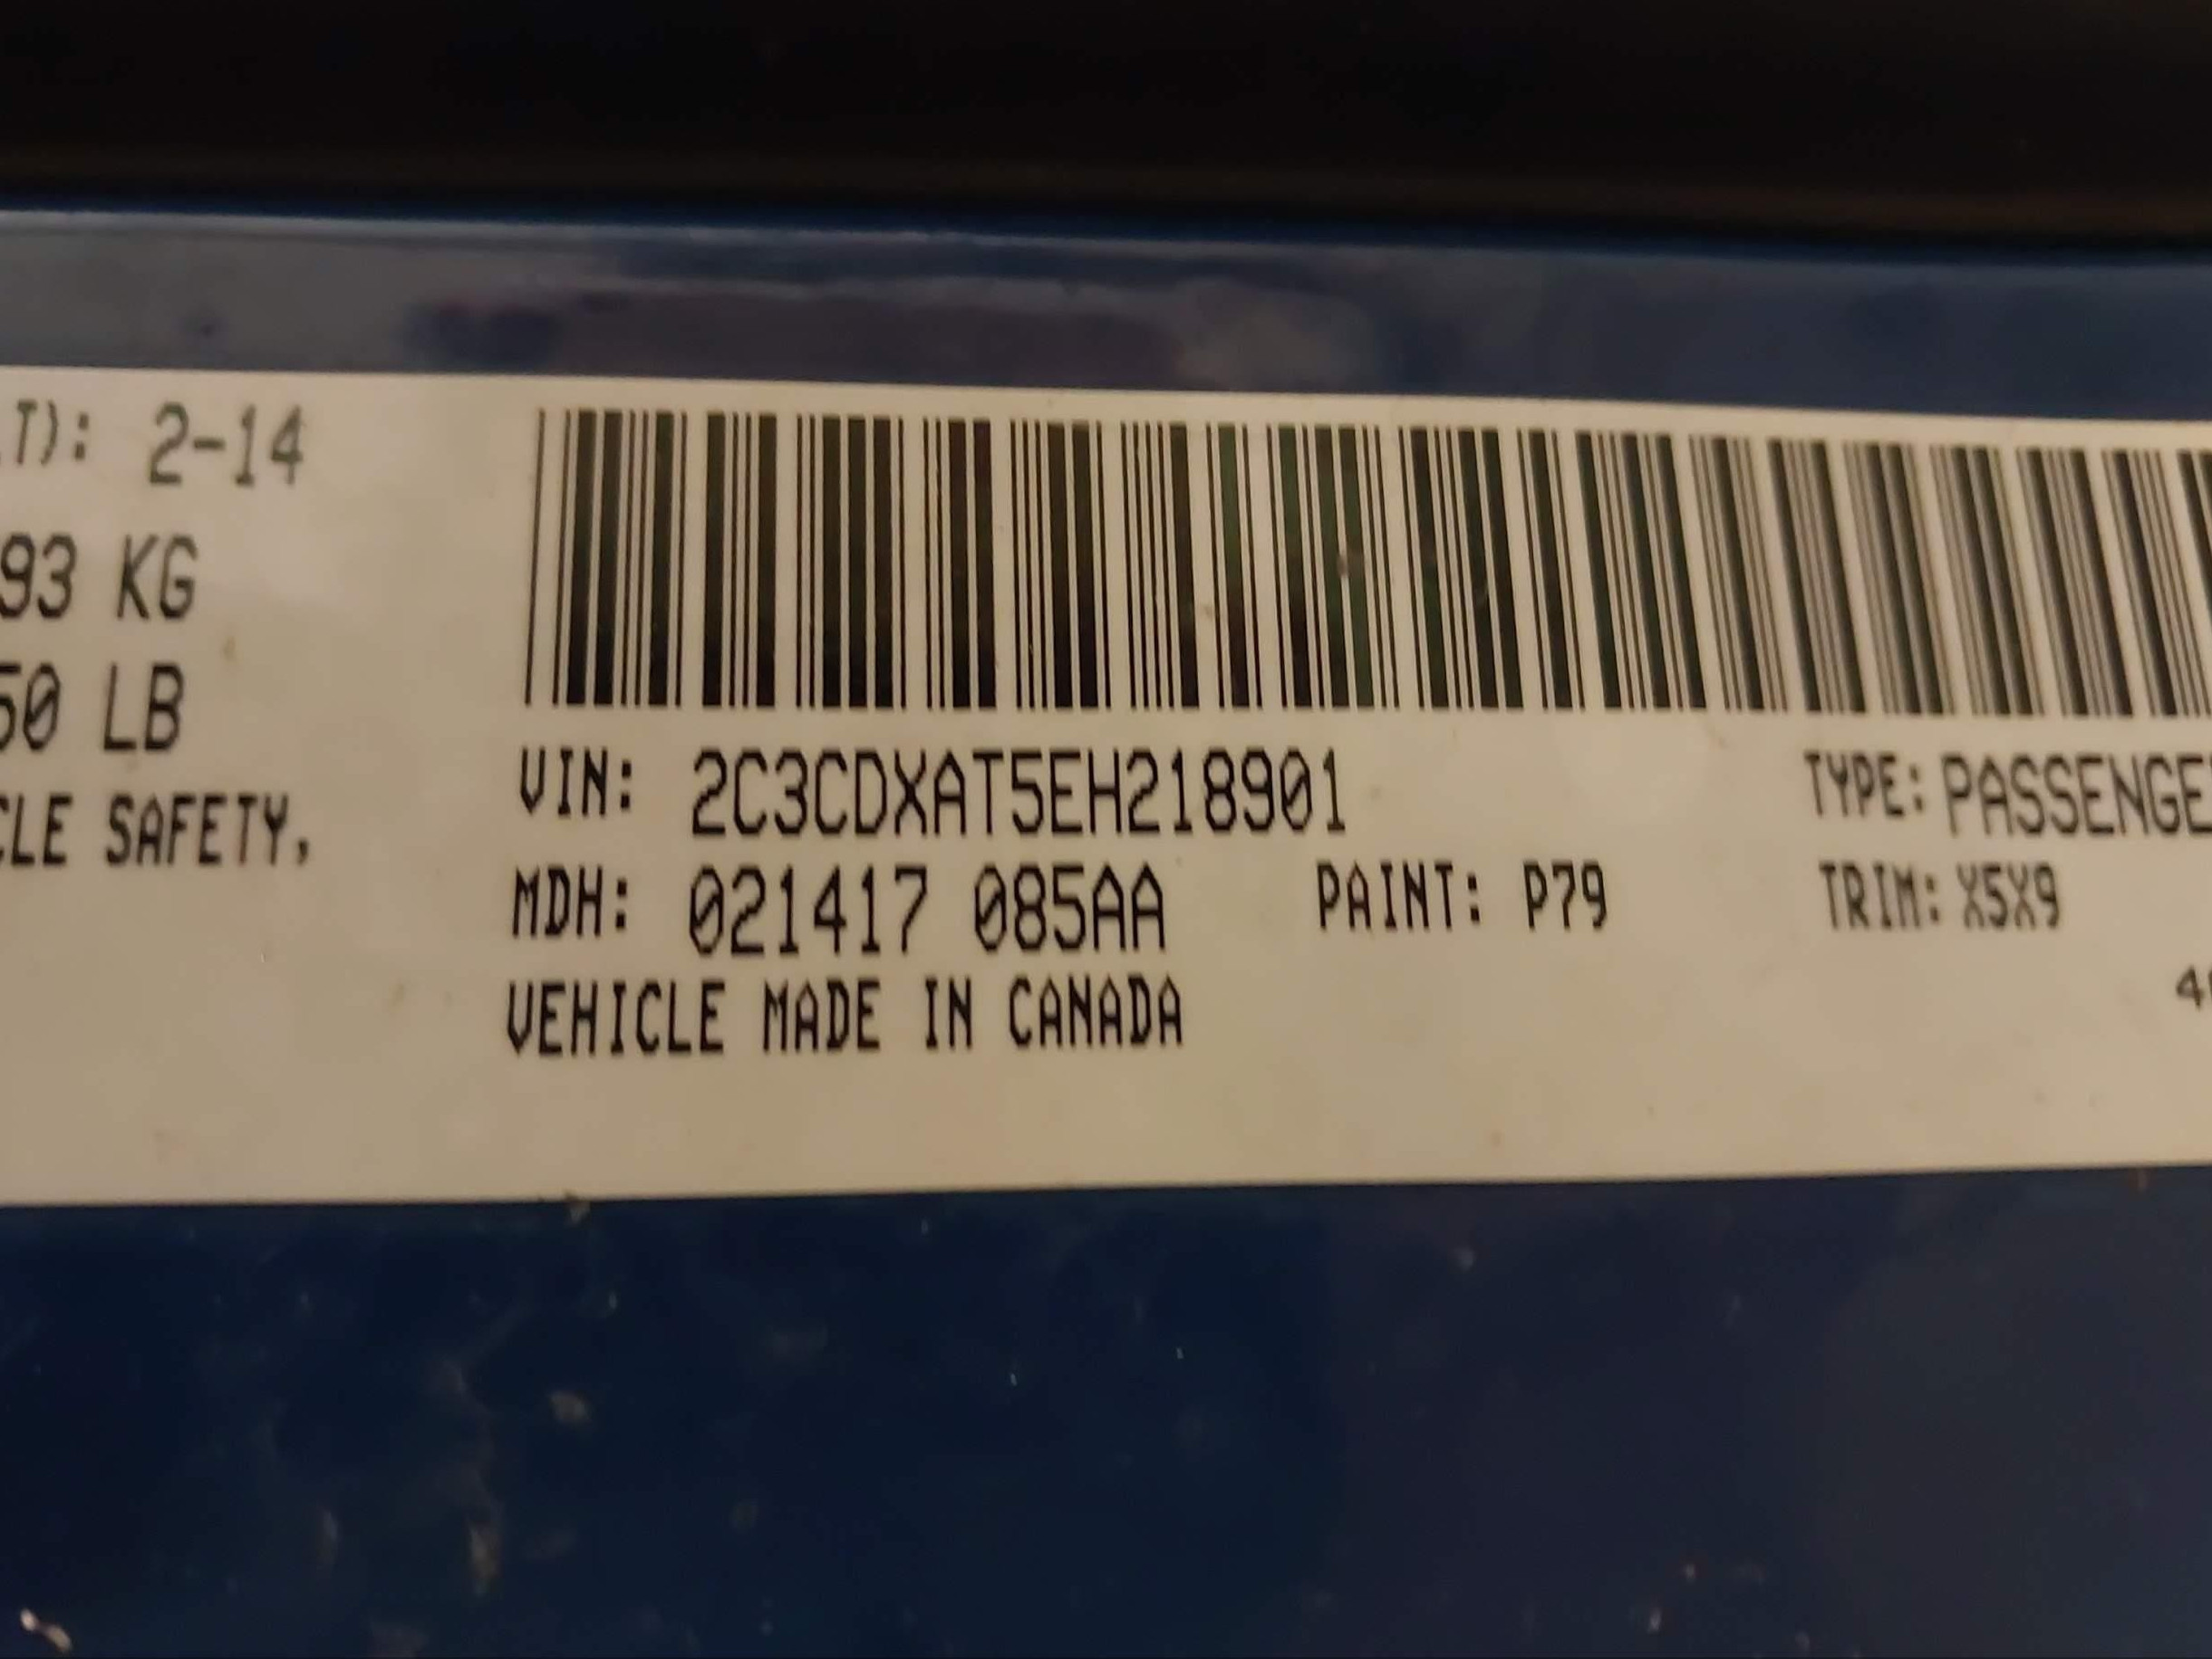 T): 2-14
93 KG
50 LB
CLE SAFETY,
VIN: 2C3CDXAT5EH218901
TYPE: PASSENGE
MDH: 021417 085AA PAINT: P79 TRIM: X5X9
VEHICLE MADE IN CANADA